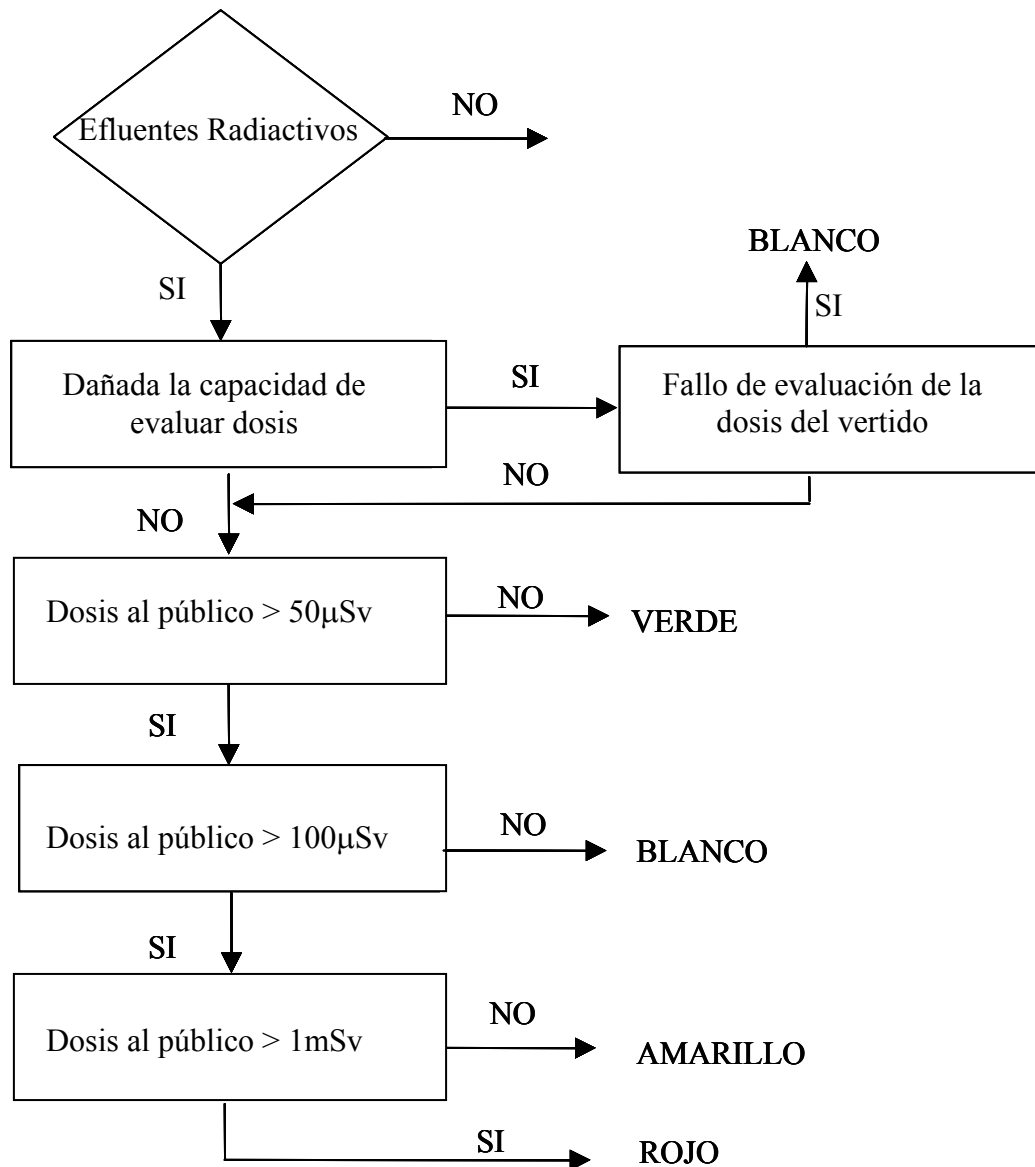 NO
Efluentes Radiactivos
BLANCO
SI
SI
Dañada la capacidad de
evaluar dosis
SI
Fallo de evaluación de la
dosis del vertido
NO
NO
Dosis al público > 50μSv
NO
VERDE
SI
Dosis al público > 100μSv
NO
BLANCO
SI
Dosis al público > 1mSv
NO
AMARILLO
SI
ROJO